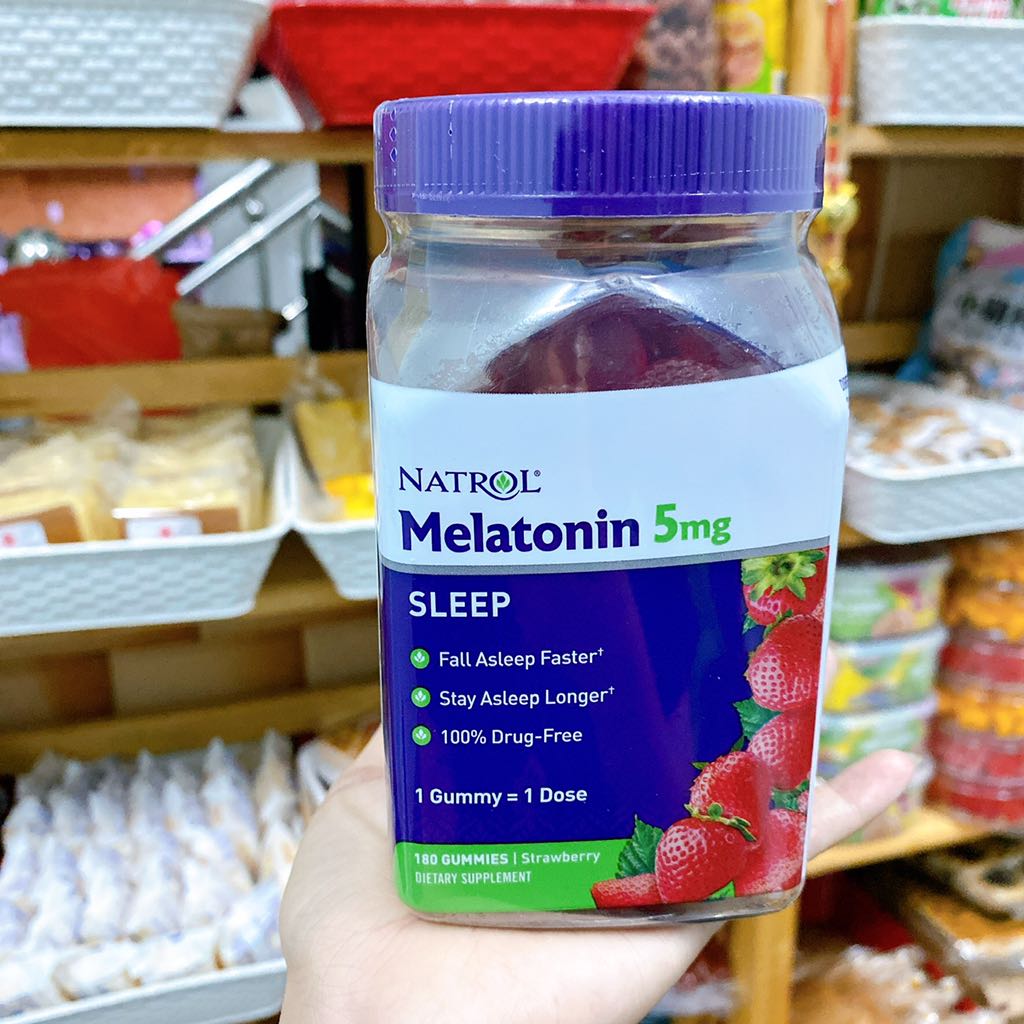 NATROL®
Melatonin 5mg
SLEEP
Fall Asleep Faster†
Stay Asleep Longer†
100% Drug-Free
1 Gummy = 1 Dose
180 GUMMIES | Strawberry
DIETARY SUPPLEMENT